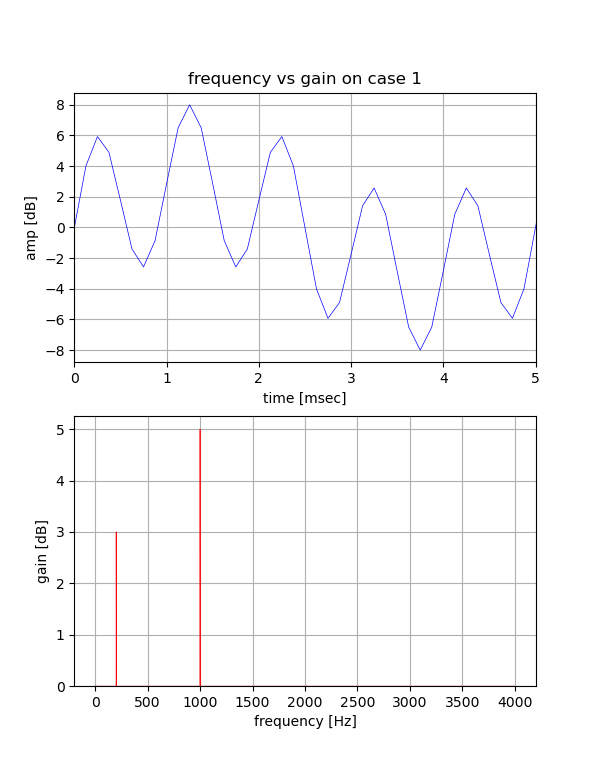 frequency vs gain on case 1
8
6
4
2
0
−2
−4
−6
−8
amp [dB]
0 1 2 3 4 5
time [msec]
5
4
3
2
1
0
gain [dB]
0 500 1000 1500 2000 2500 3000 3500 4000
frequency [Hz]